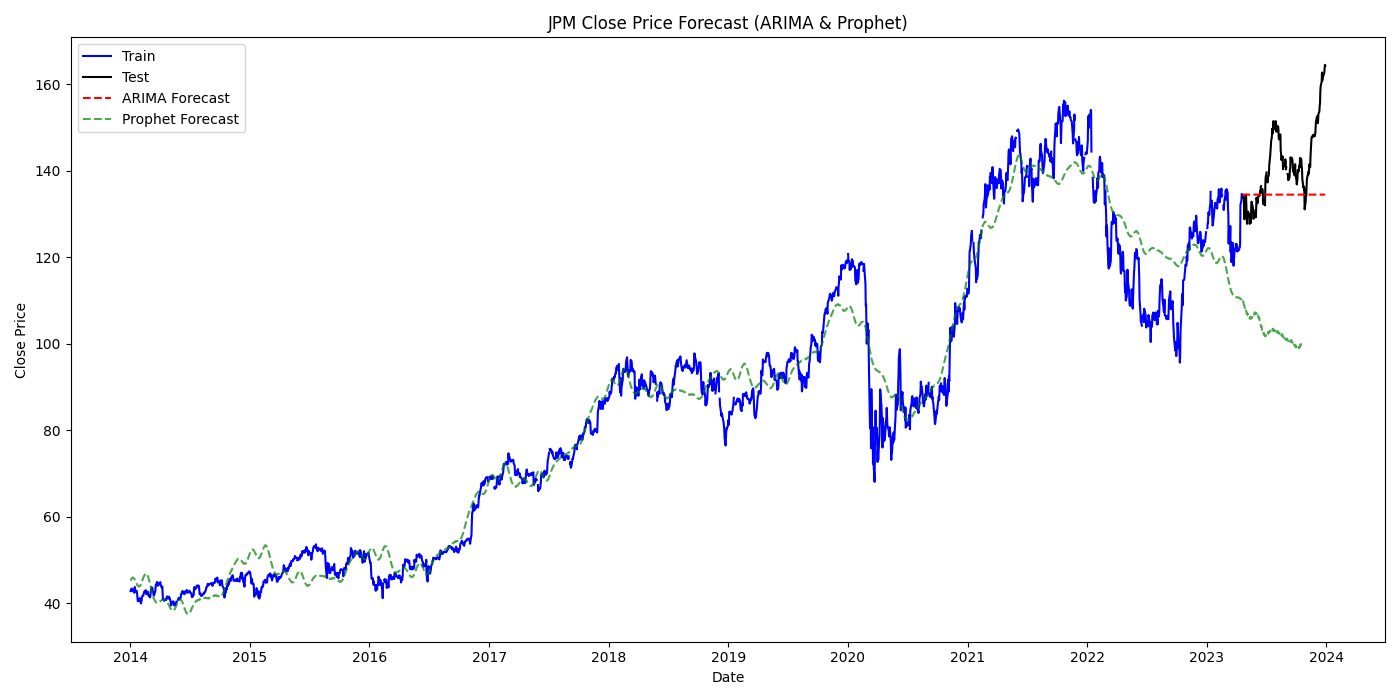 JPM Close Price Forecast (ARIMA & Prophet)
Train
Test
ARIMA Forecast
Prophet Forecast
160
140
120
100
80
60
40
Close Price
2014 2015 2016 2017 2018 2019 2020 2021 2022 2023 2024
Date